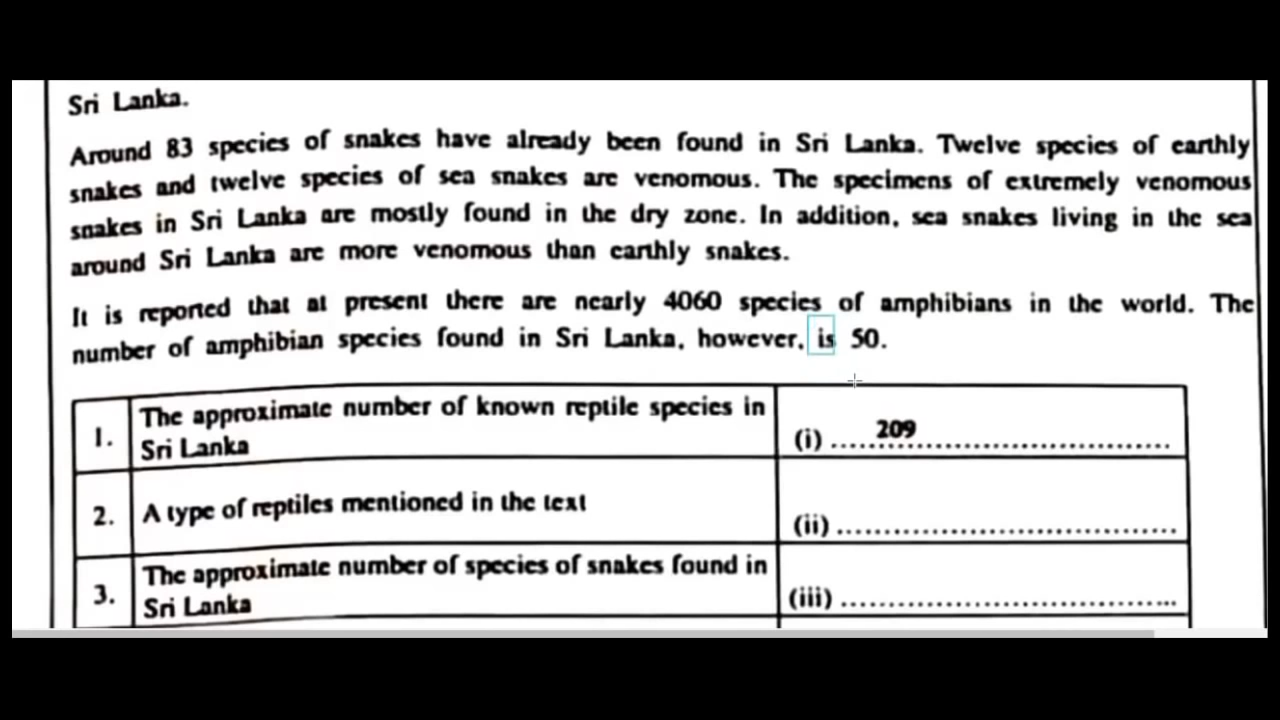 Sri Lanka.
Around 83 species of snakes have already been found in Sri Lanka. Twelve species of earthly
snakes and twelve species of sea snakes are venomous. The specimens of extremely venomous
snakes in Sri Lanka are mostly found in the dry zone. In addition, sea snakes living in the sea
around Sri Lanka are more venomous than earthly snakes.
It is reported that at present there are nearly 4060 species of amphibians in the world. The
number of amphibian species found in Sri Lanka, however, is 50.
1. The approximate number of known reptile species in
Sri Lanka
(i) ..... 209 ..............................
2. A type of reptiles mentioned in the text
(ii) ...................................
3. The approximate number of species of snakes found in
Sri Lanka
(iii) ...................................